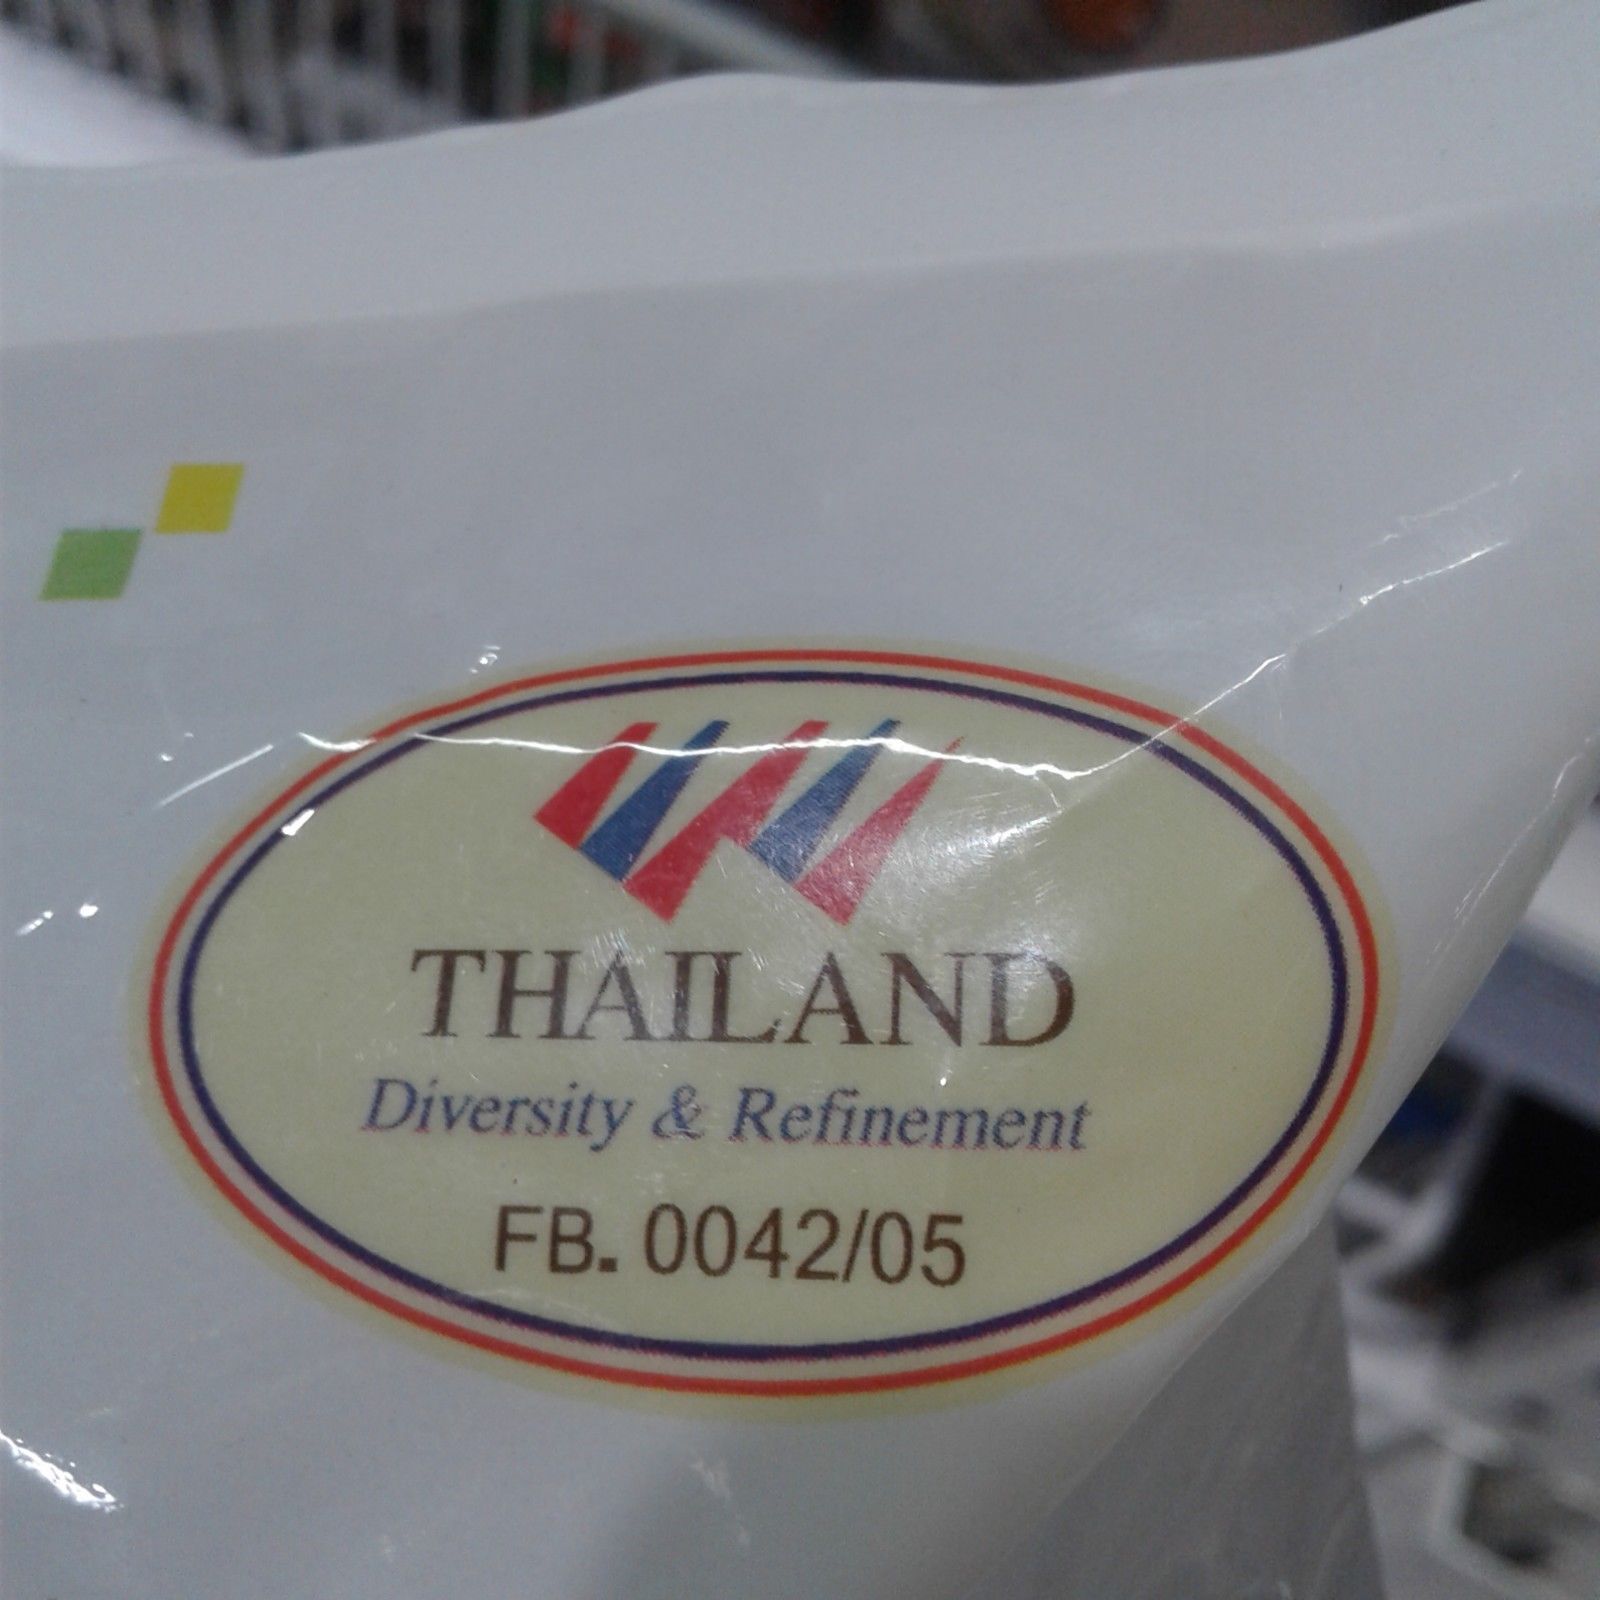 THAILAND
Diversity & Refinement
FB. 0042/05